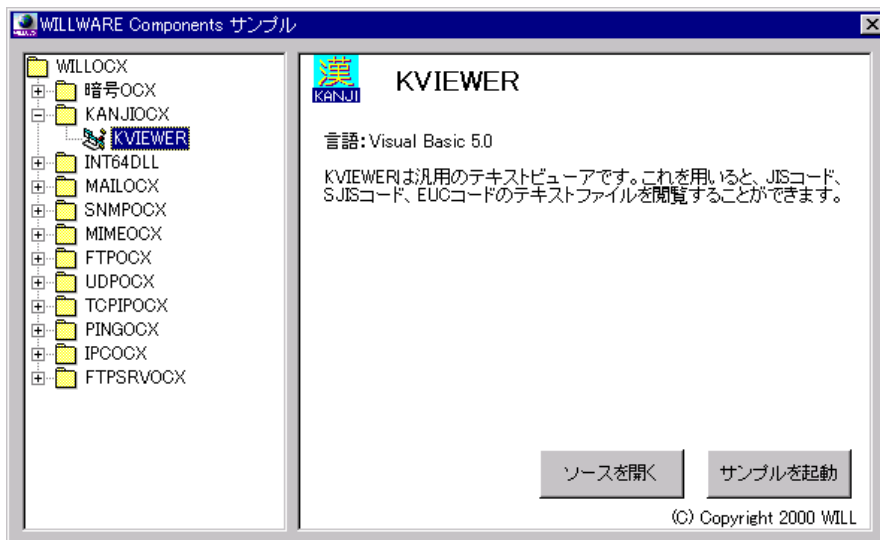 WILLWARE Components サンプル
WILLOCX
暗号OCX
KANJIOCX
KVIEWER
INT64DLL
MAILOCX
SNMPOCX
MIMEOCX
FTPOCX
UDPOCX
TCPIPOCX
PINGOCX
IPCOCX
FTPSRVOCX
漢
KANJI
KVIEWER
言語: Visual Basic 5.0
KVIEWERは汎用のテキストビューアです。これを用いると、JISコード、
SJISコード、EUCコードのテキストファイルを閲覧することができます。
ソースを開く
サンプルを起動
(C) Copyright 2000 WILL